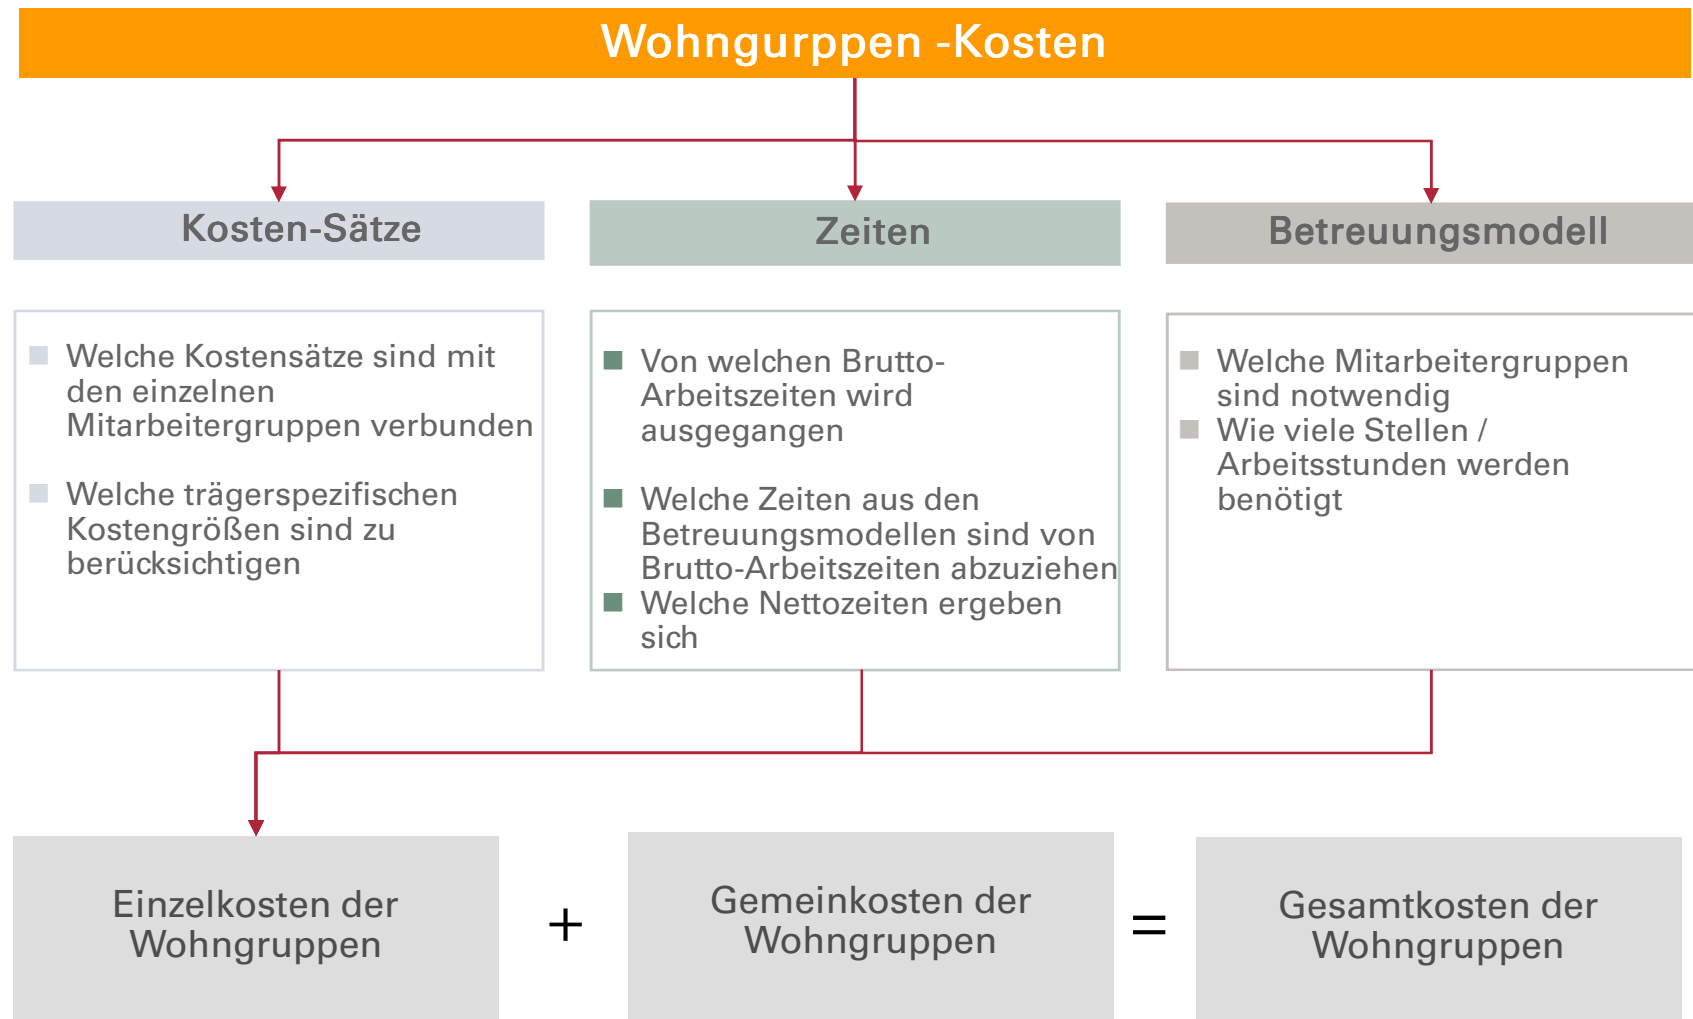 Wohngurppen -Kosten
Kosten-Sätze
Zeiten
Betreuungsmodell
Welche Kostensätze sind mit
den einzelnen
Mitarbeitergruppen verbunden
Welche trägerspezifischen
Kostengrößen sind zu
berücksichtigen
Von welchen Brutto-
Arbeitszeiten wird
ausgegangen
Welche Zeiten aus den
Betreuungsmodellen sind von
Brutto-Arbeitszeiten abzuziehen
Welche Nettozeiten ergeben
sich
Welche Mitarbeitergruppen
sind notwendig
Wie viele Stellen /
Arbeitsstunden werden
benötigt
Einzelkosten der
Wohngruppen
+
Gemeinkosten der
Wohngruppen
=
Gesamtkosten der
Wohngruppen